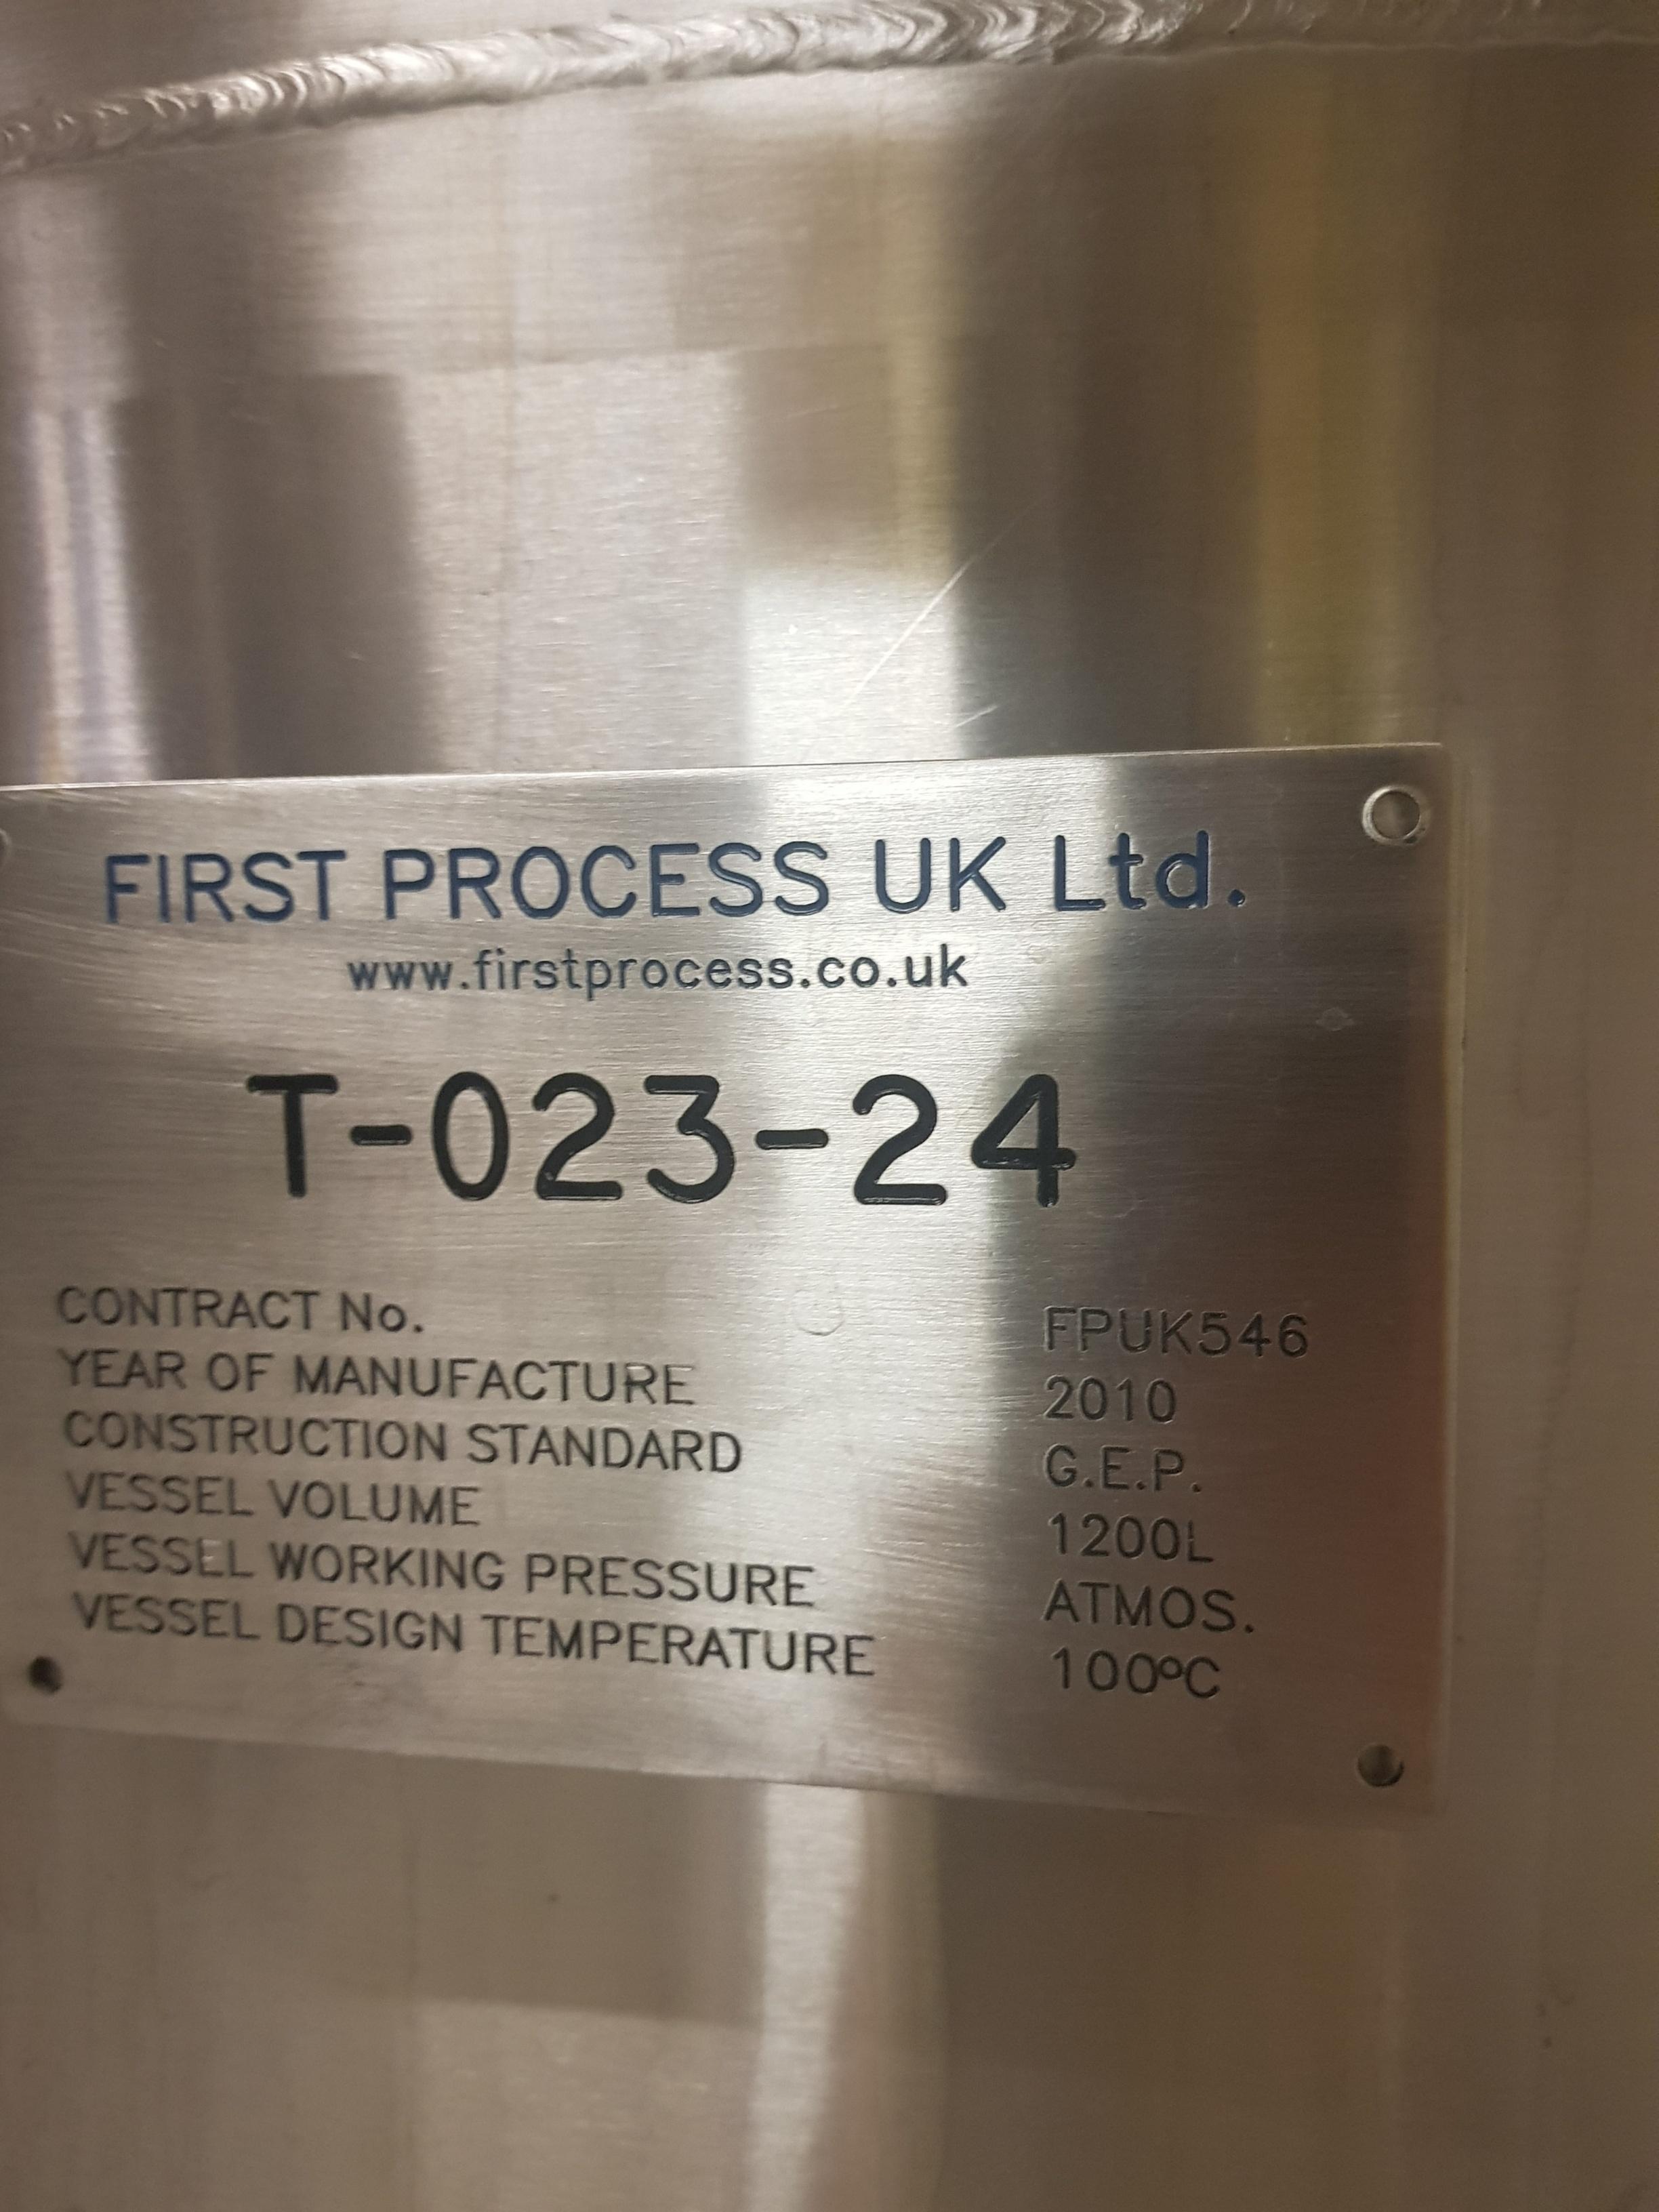 FIRST PROCESS UK Ltd.
www.firstprocess.co.uk
T-023-24
CONTRACT No. FPUK546
YEAR OF MANUFACTURE 2010
CONSTRUCTION STANDARD G.E.P.
VESSEL VOLUME 1200L
VESSEL WORKING PRESSURE ATMOS.
VESSEL DESIGN TEMPERATURE 100ºC